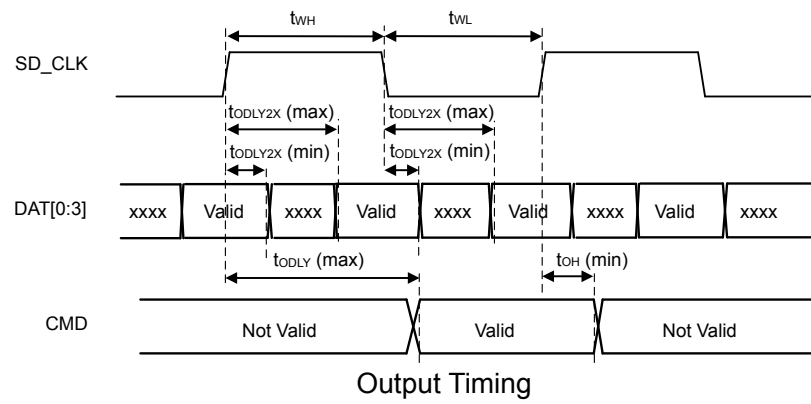 tWH tWL
SD_CLK
tODLY2X (max) tODLY2X (max)
tODLY2X (min) tODLY2X (min)
DAT[0:3] xxxx Valid xxxx Valid xxxx Valid xxxx Valid xxxx
tODLY (max) tOH (min)
CMD Not Valid Valid Not Valid
Output Timing